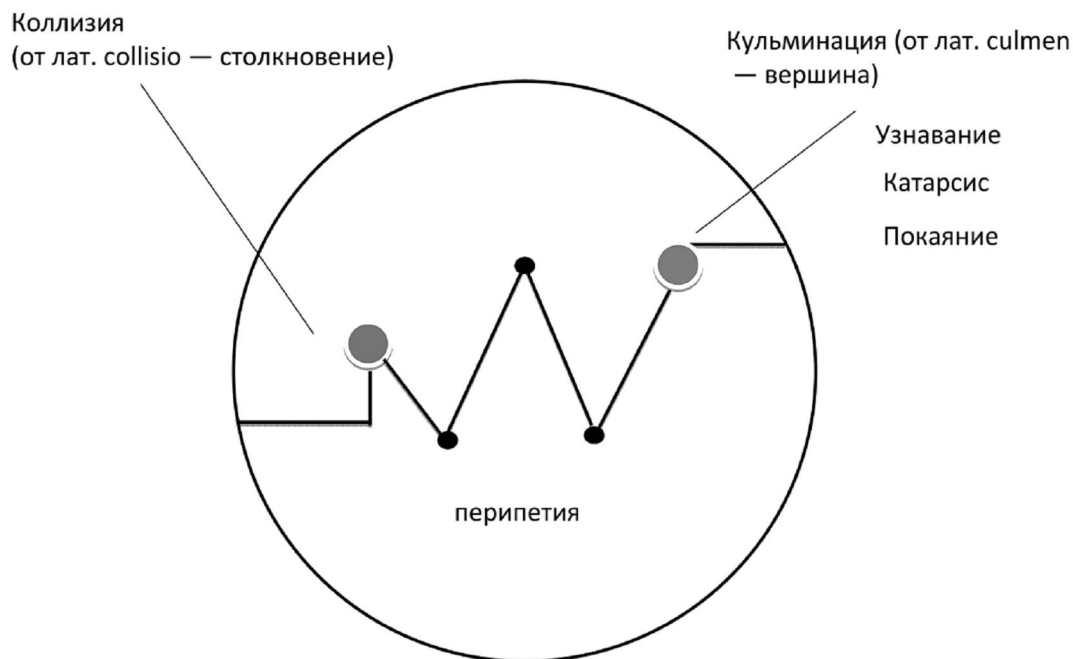 Коллизия
(от лат. collisio — столкновение)
Кульминация (от лат. culmen
— вершина)
Узнавание
Катарсис
Покаяние
перипетия